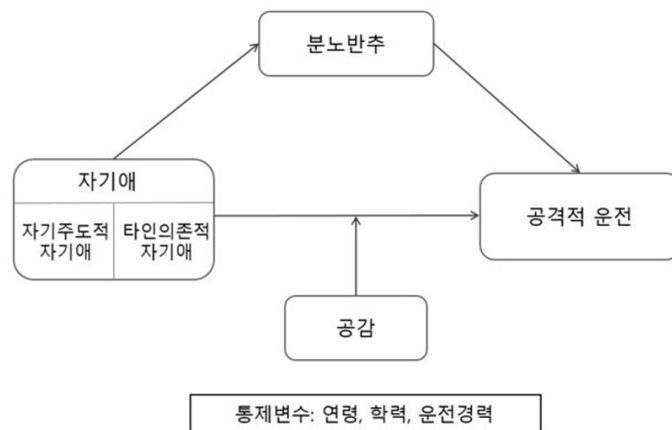 분노반추
자기애
자기주도적
자기애
타인의존적
자기애
공격적 운전
공감
통제변수: 연령, 학력, 운전경력